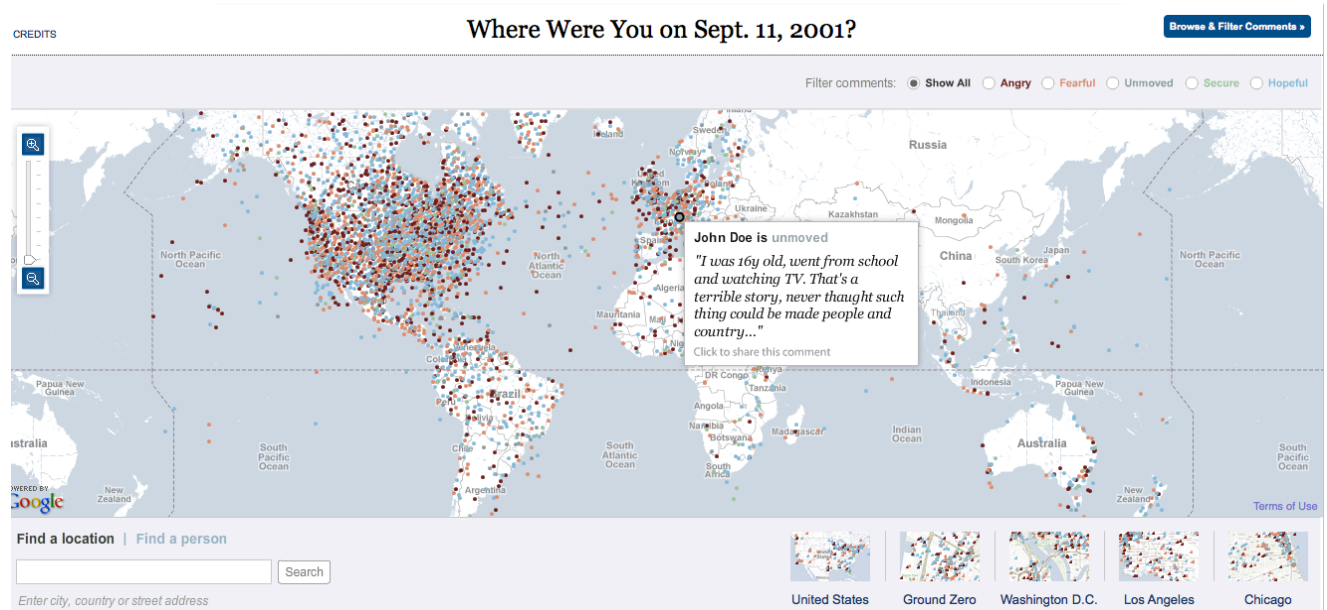 Where Were You on Sept. 11, 2001?
CREDITS
Browse & Filter Comments »
Filter comments: Show All Angry Fearful Unmoved Secure Hopeful
Iceland
Sweden
Norway
Russia
United Kingdom
Poland
Ukraine
Kazakhstan
Mongolia
Spain
China
Japan
South Korea
North Pacific Ocean
North Atlantic Ocean
North Pacific Ocean
John Doe is unmoved
"I was 16y old, went from school
and watching TV. That's a
terrible story, never thaught such
thing could be made people and
country..."
Click to share this comment
Algeria
Mauritania
Mali
Thailand
Venezuela
DR Congo
Kenya
Tanzania
Indonesia
Papua New Guinea
Papua New Guinea
Brazil
Peru
Bolivia
Angola
Namibia
Botswana
Madagascar
Indian Ocean
Australia
Chile
South Pacific Ocean
South Atlantic Ocean
South Africa
South Pacific Ocean
Argentina
New Zealand
New Zealand
POWERED BY
Google
Terms of Use
Find a location | Find a person
Search
Enter city, country or street address
United States
Ground Zero
Washington D.C.
Los Angeles
Chicago